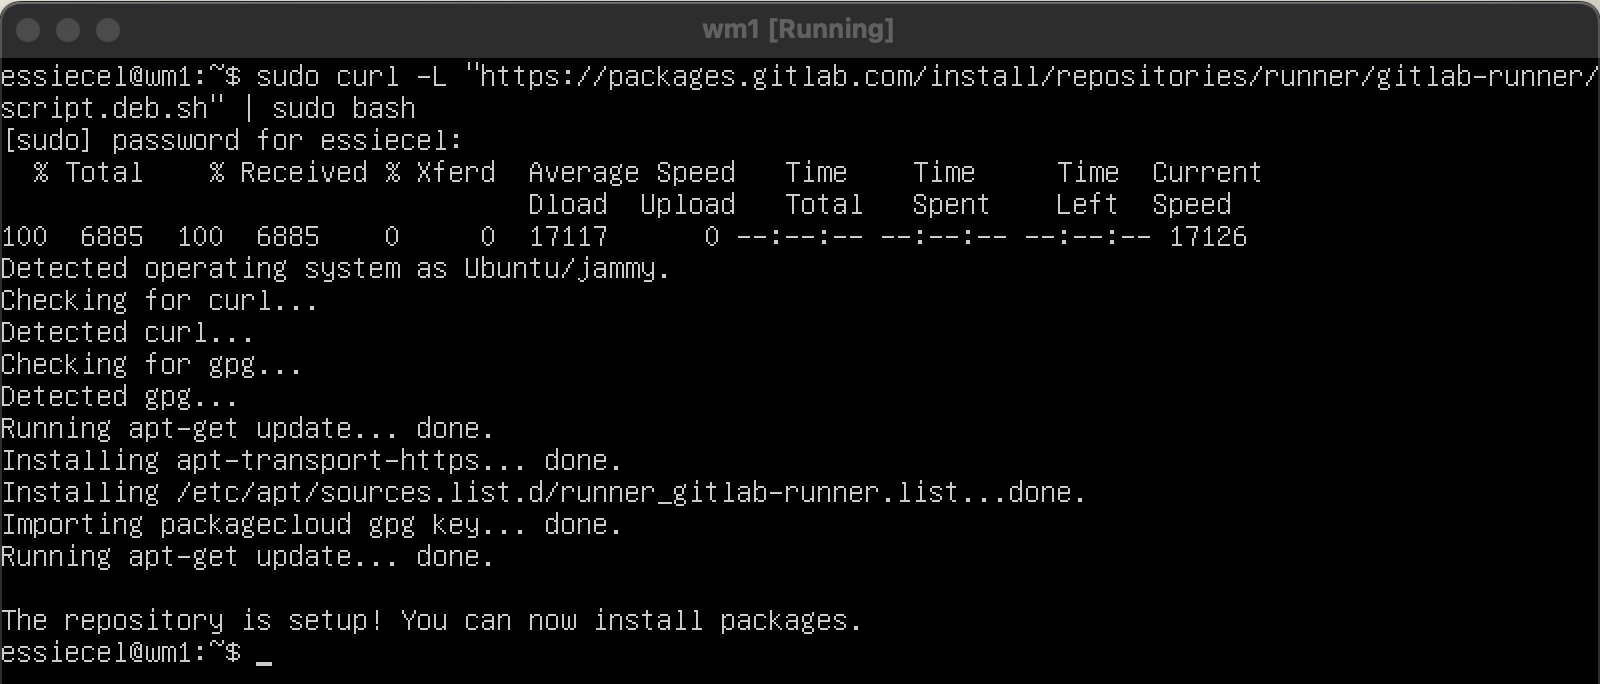 wm1 [Running]
essiecel@wm1:~$ sudo curl -L "https://packages.gitlab.com/install/repositories/runner/gitlab-runner/
script.deb.sh" | sudo bash
[sudo] password for essiecel:
  % Total    % Received % Xferd  Average Speed   Time    Time     Time  Current
                                 Dload  Upload   Total   Spent    Left  Speed
100  6885  100  6885    0     0  17117      0 --:--:-- --:--:-- --:--:-- 17126
Detected operating system as Ubuntu/jammy.
Checking for curl...
Detected curl...
Checking for gpg...
Detected gpg...
Running apt-get update... done.
Installing apt-transport-https... done.
Installing /etc/apt/sources.list.d/runner_gitlab-runner.list...done.
Importing packagecloud gpg key... done.
Running apt-get update... done.

The repository is setup! You can now install packages.
essiecel@wm1:~$ _